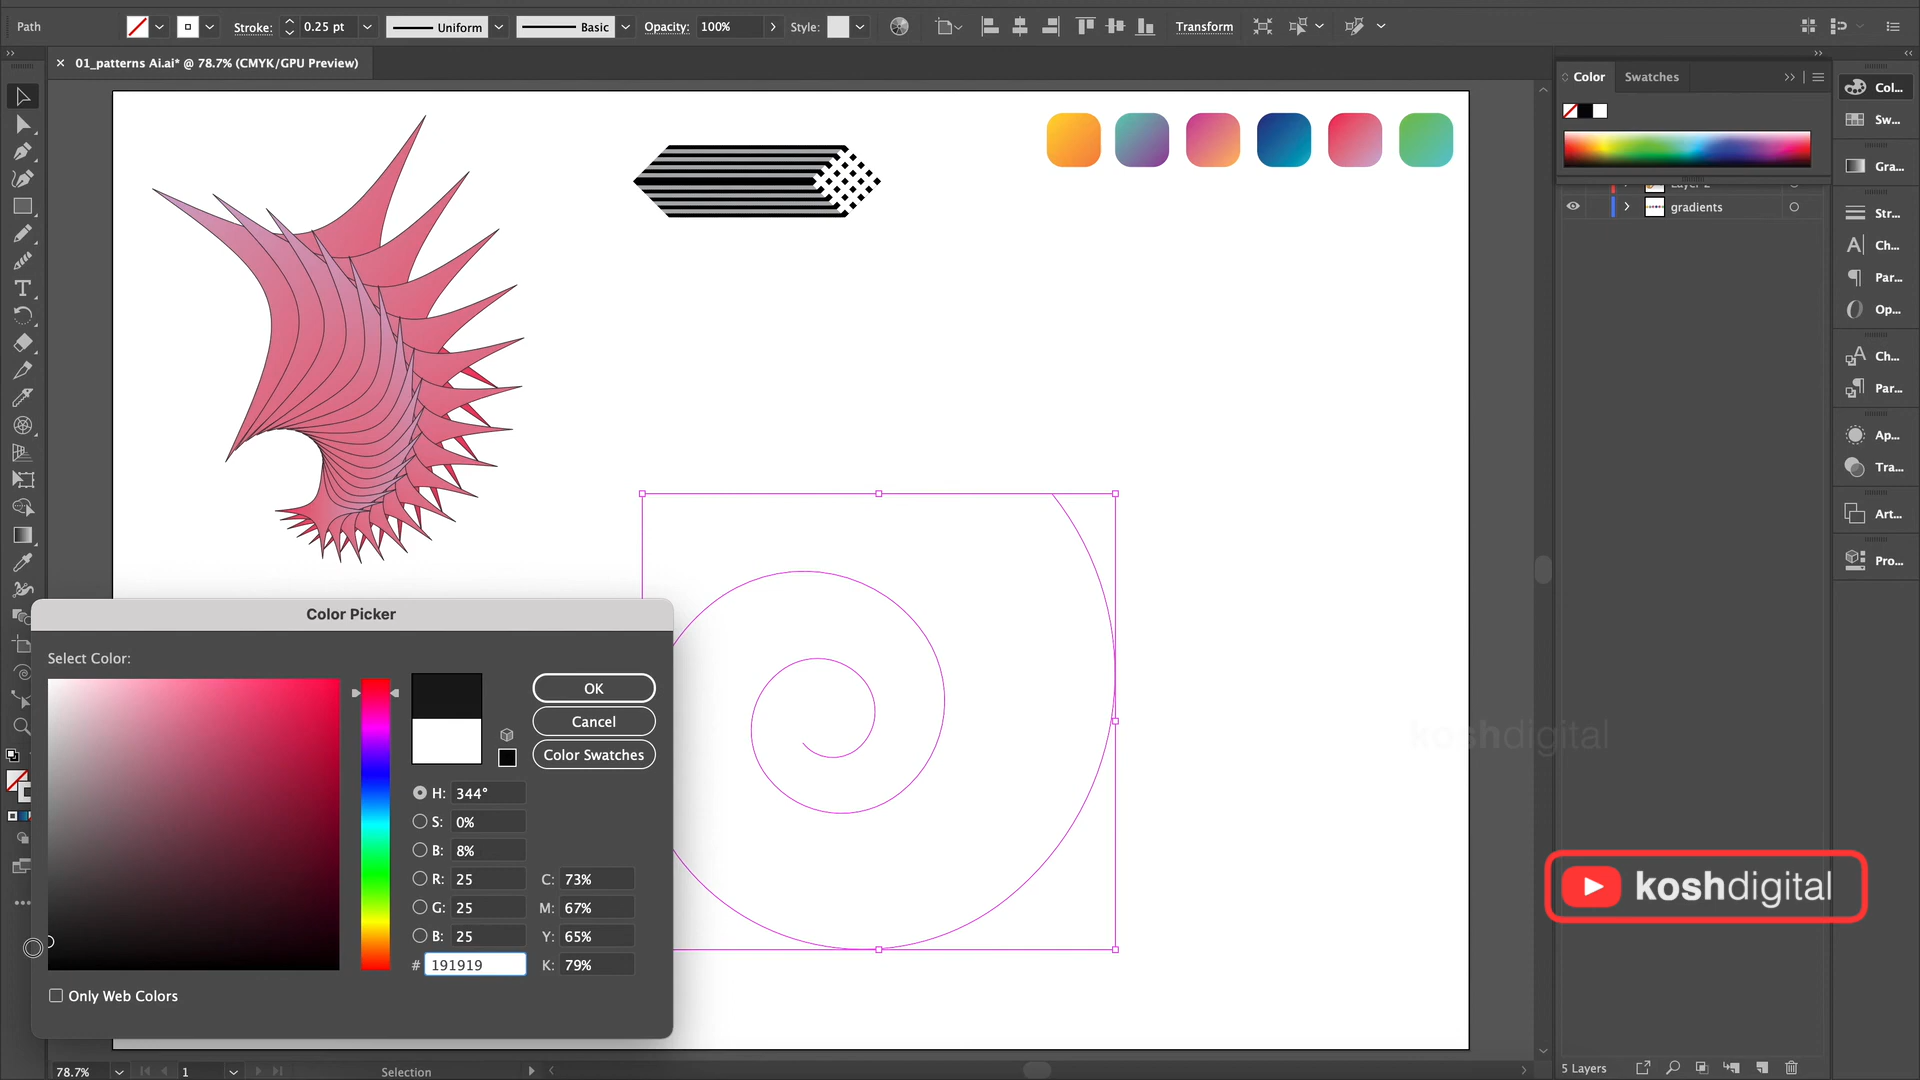 Path
Stroke:
0.25 pt
Uniform
Basic
Opacity:
100%
Style:
Transform
01_patterns Ai.ai* @ 78.7% (CMYK/GPU Preview)
Color
Swatches
gradients
Col...
Sw...
Gra...
Str...
Ch...
Par...
Op...
Ch...
Par...
Ap...
Tra...
Art...
Pro...
Color Picker
Select Color:
OK
Cancel
Color Swatches
H: 344°
S: 0%
B: 8%
R: 25
G: 25
B: 25
# 191919
C: 73%
M: 67%
Y: 65%
K: 79%
Only Web Colors
koshdigital
koshdigital
78.7%
1
Selection
5 Layers